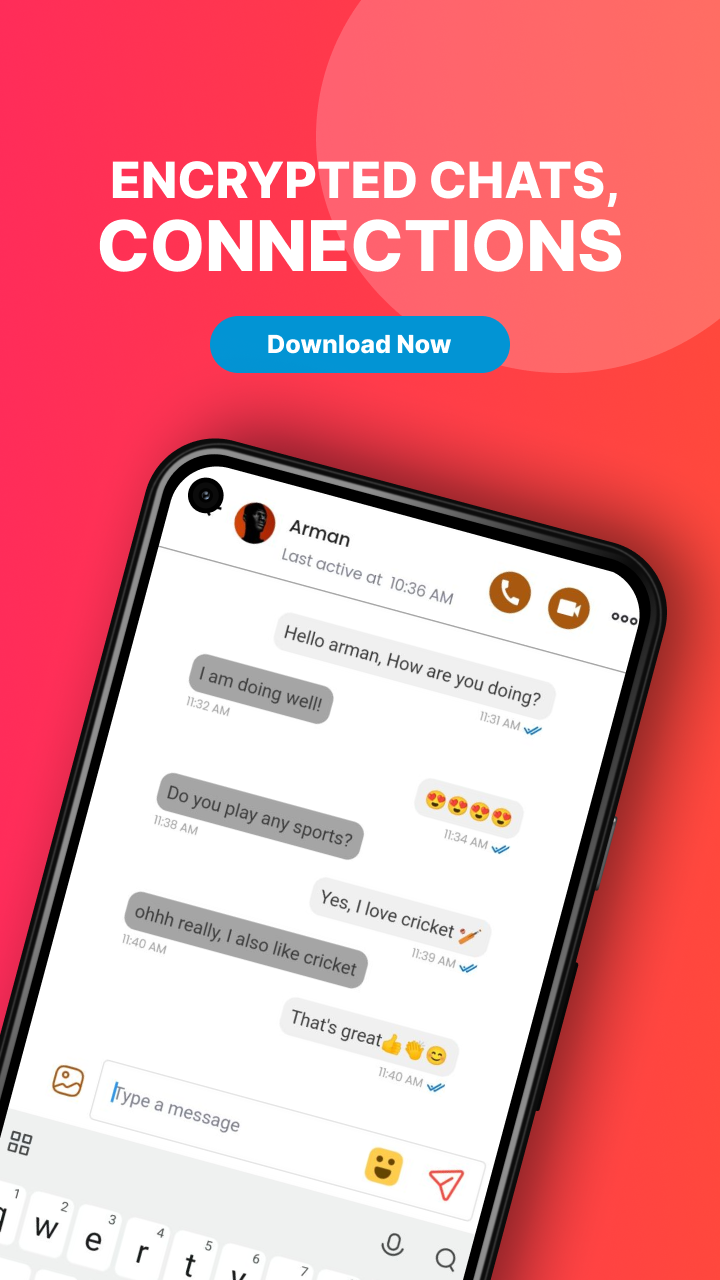 ENCRYPTED CHATS,
CONNECTIONS
Download Now
Arman
Last active at 10:36 AM
Hello arman, How are you doing?
11:31 AM
I am doing well!
11:32 AM
😍😍😍😍
11:34 AM
Do you play any sports?
11:38 AM
Yes, I love cricket 🏏
11:39 AM
ohhh really, I also like cricket
11:40 AM
That's great👍👏😊
11:40 AM
Type a message
1 2 3 4 5 6 7
q w e r t y